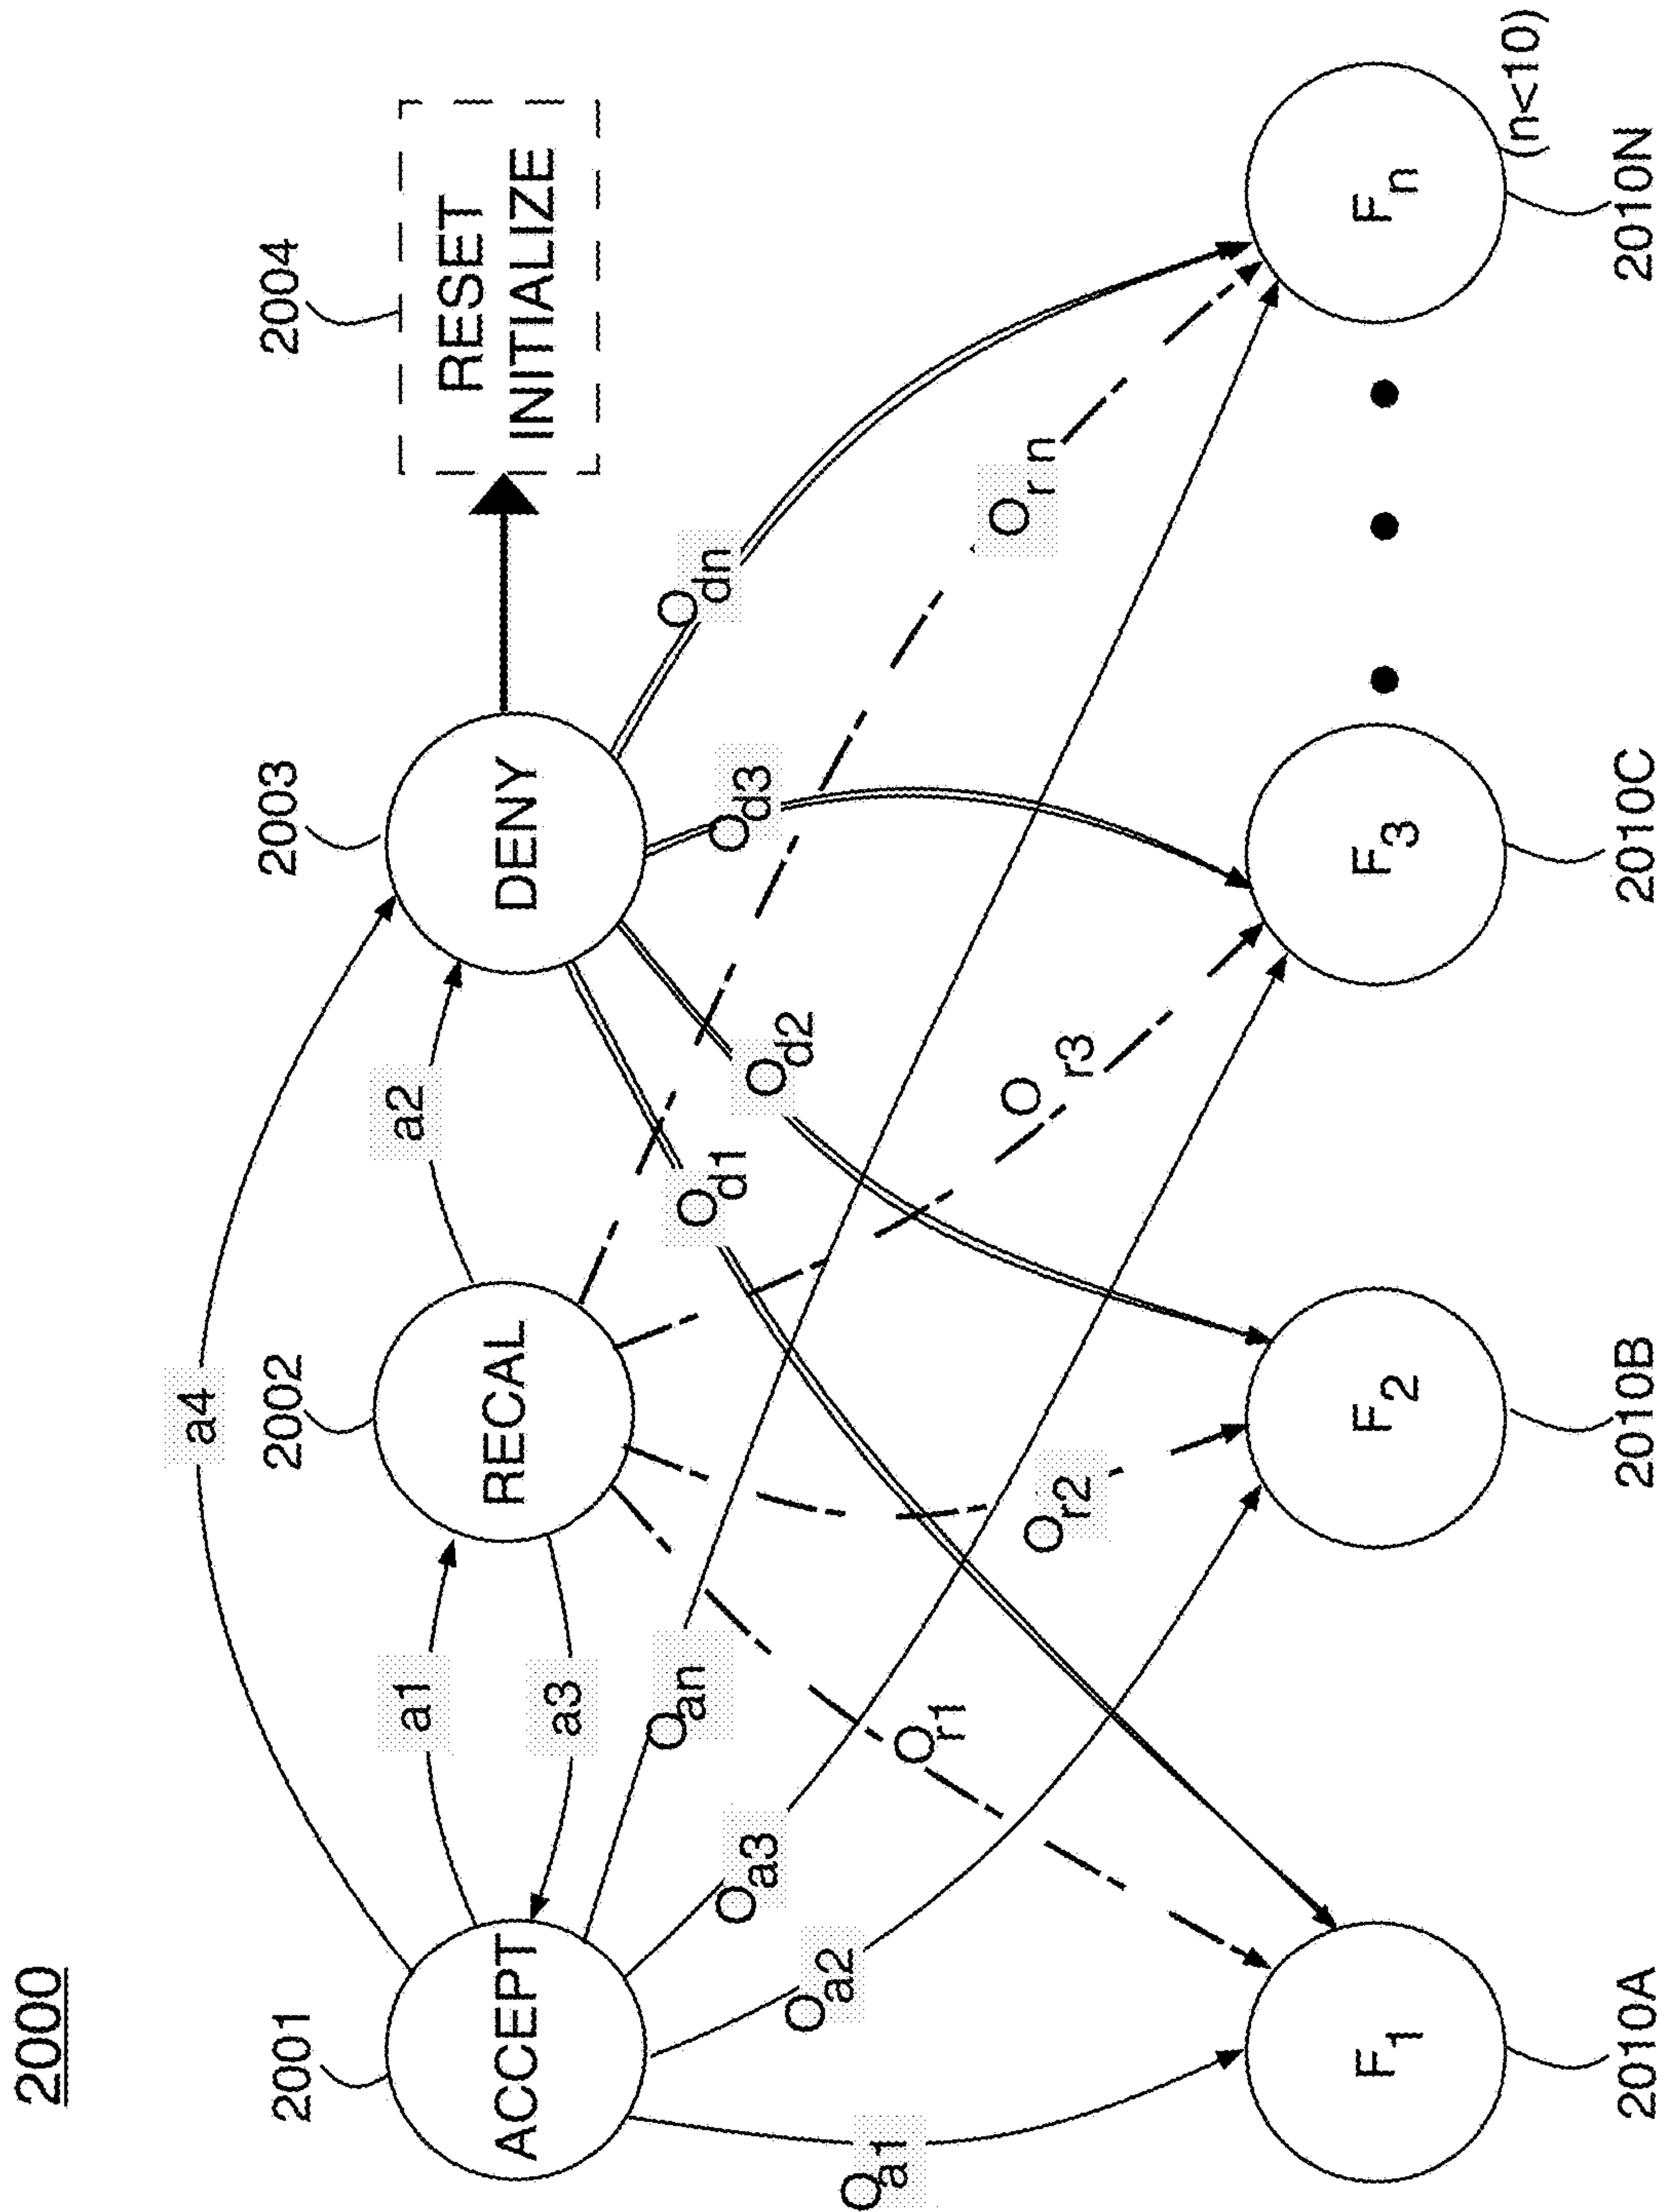 2000
a4
2001
2002
2003
2004
a1
a2
a3
ACCEPT
RECAL
DENY
RESET
INITIALIZE
Oan
Od1
Odn
Oa3
Od2
Od3
Oa2
Oa1
Or1
Or2
Or3
Orn
F1
F2
F3
Fn
(n<10)
2010A
2010B
2010C
2010N